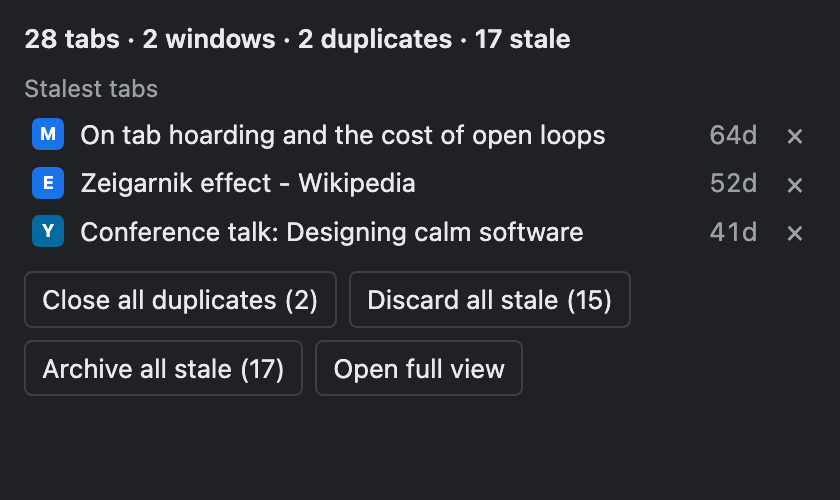 28 tabs · 2 windows · 2 duplicates · 17 stale
Stalest tabs
M On tab hoarding and the cost of open loops 64d ×
E Zeigarnik effect - Wikipedia 52d ×
Y Conference talk: Designing calm software 41d ×
Close all duplicates (2) Discard all stale (15)
Archive all stale (17) Open full view